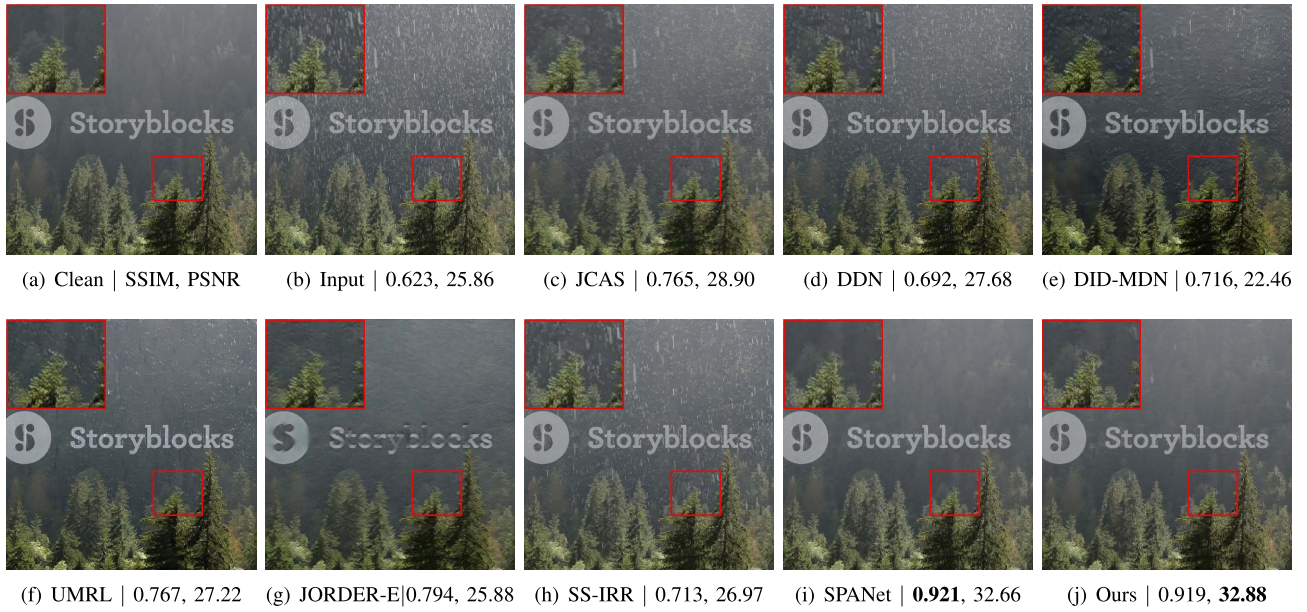 Storyblocks
Storyblocks
Storyblocks
Storyblocks
Storyblocks
(a) Clean | SSIM, PSNR
(b) Input | 0.623, 25.86
(c) JCAS | 0.765, 28.90
(d) DDN | 0.692, 27.68
(e) DID-MDN | 0.716, 22.46
Storyblocks
Storyblocks
Storyblocks
Storyblocks
Storyblocks
(f) UMRL | 0.767, 27.22
(g) JORDER-E|0.794, 25.88
(h) SS-IRR | 0.713, 26.97
(i) SPANet | 0.921, 32.66
(j) Ours | 0.919, 32.88